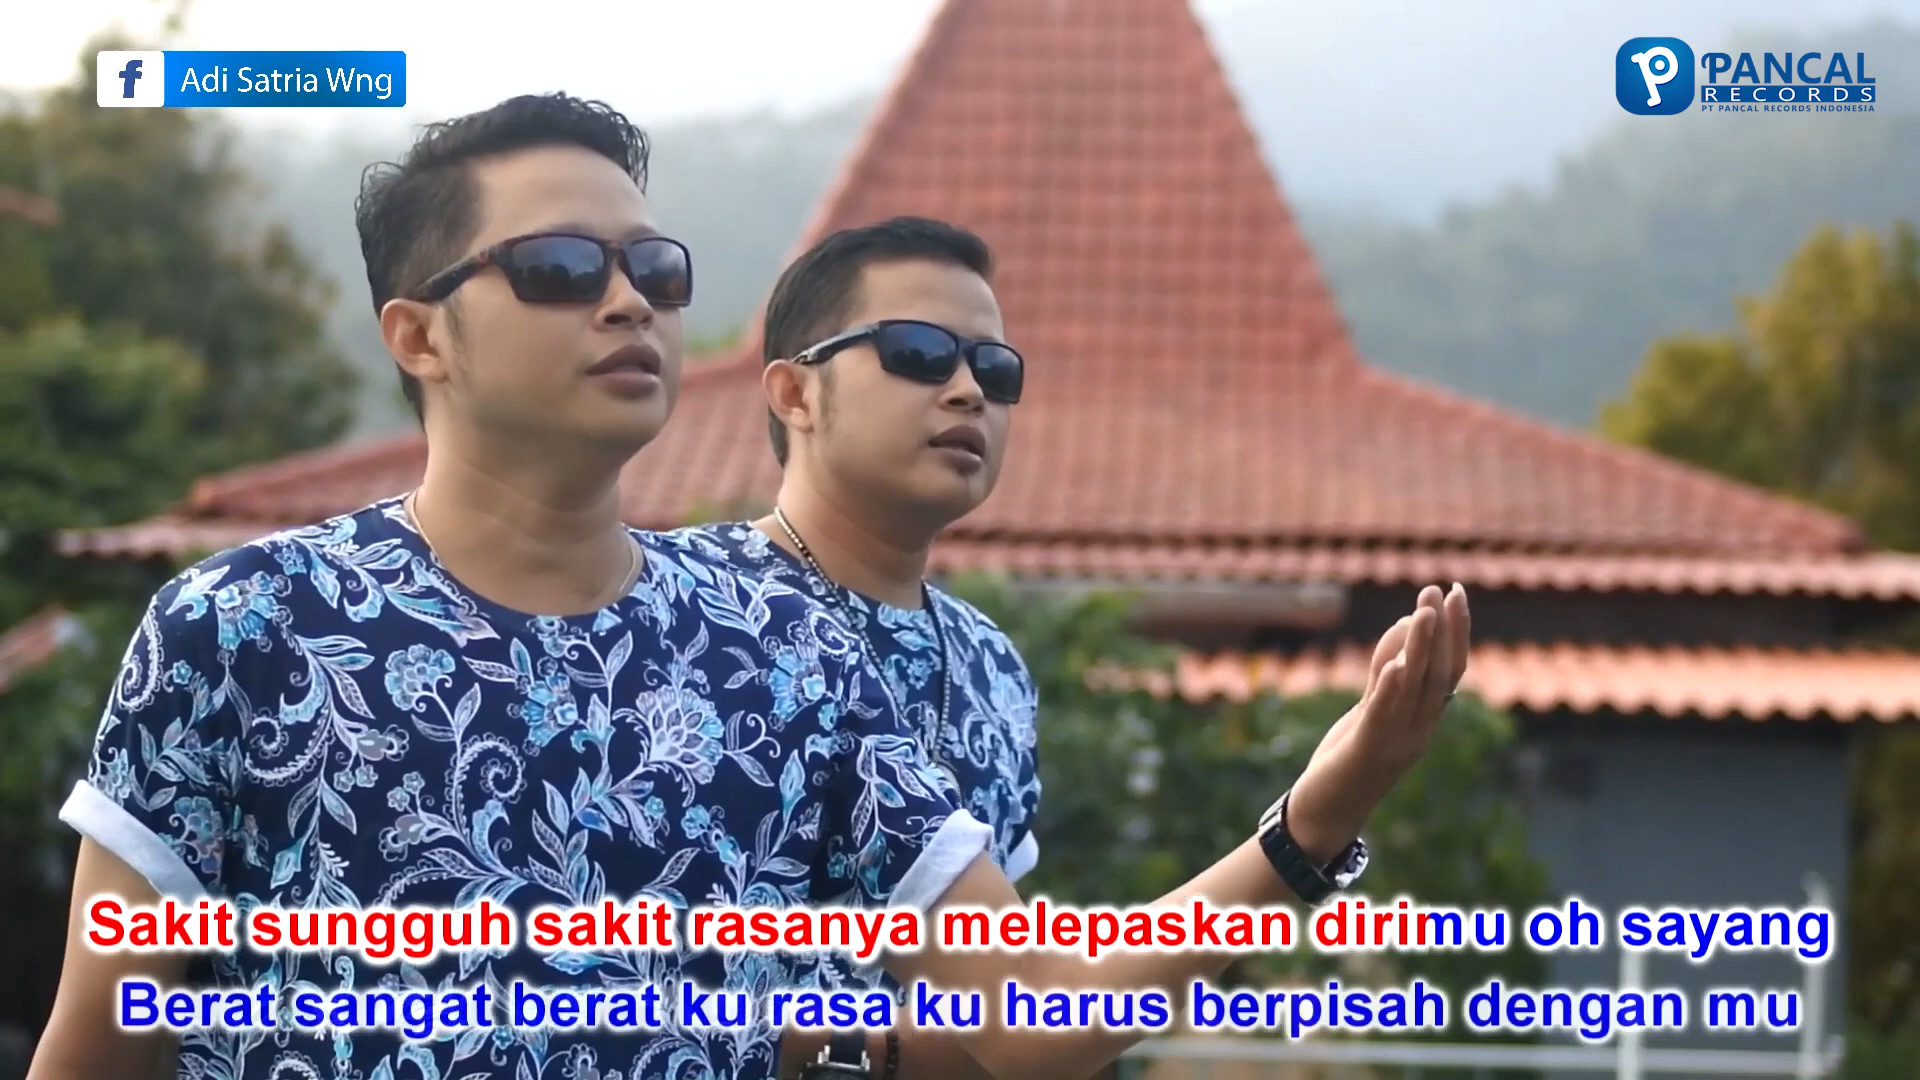 f Adi Satria Wng
PANCAL
RECORDS
PT PANCAL RECORDS INDONESIA
Sakit sungguh sakit rasanya melepaskan dirimu oh sayang
Berat sangat berat ku rasa ku harus berpisah dengan mu